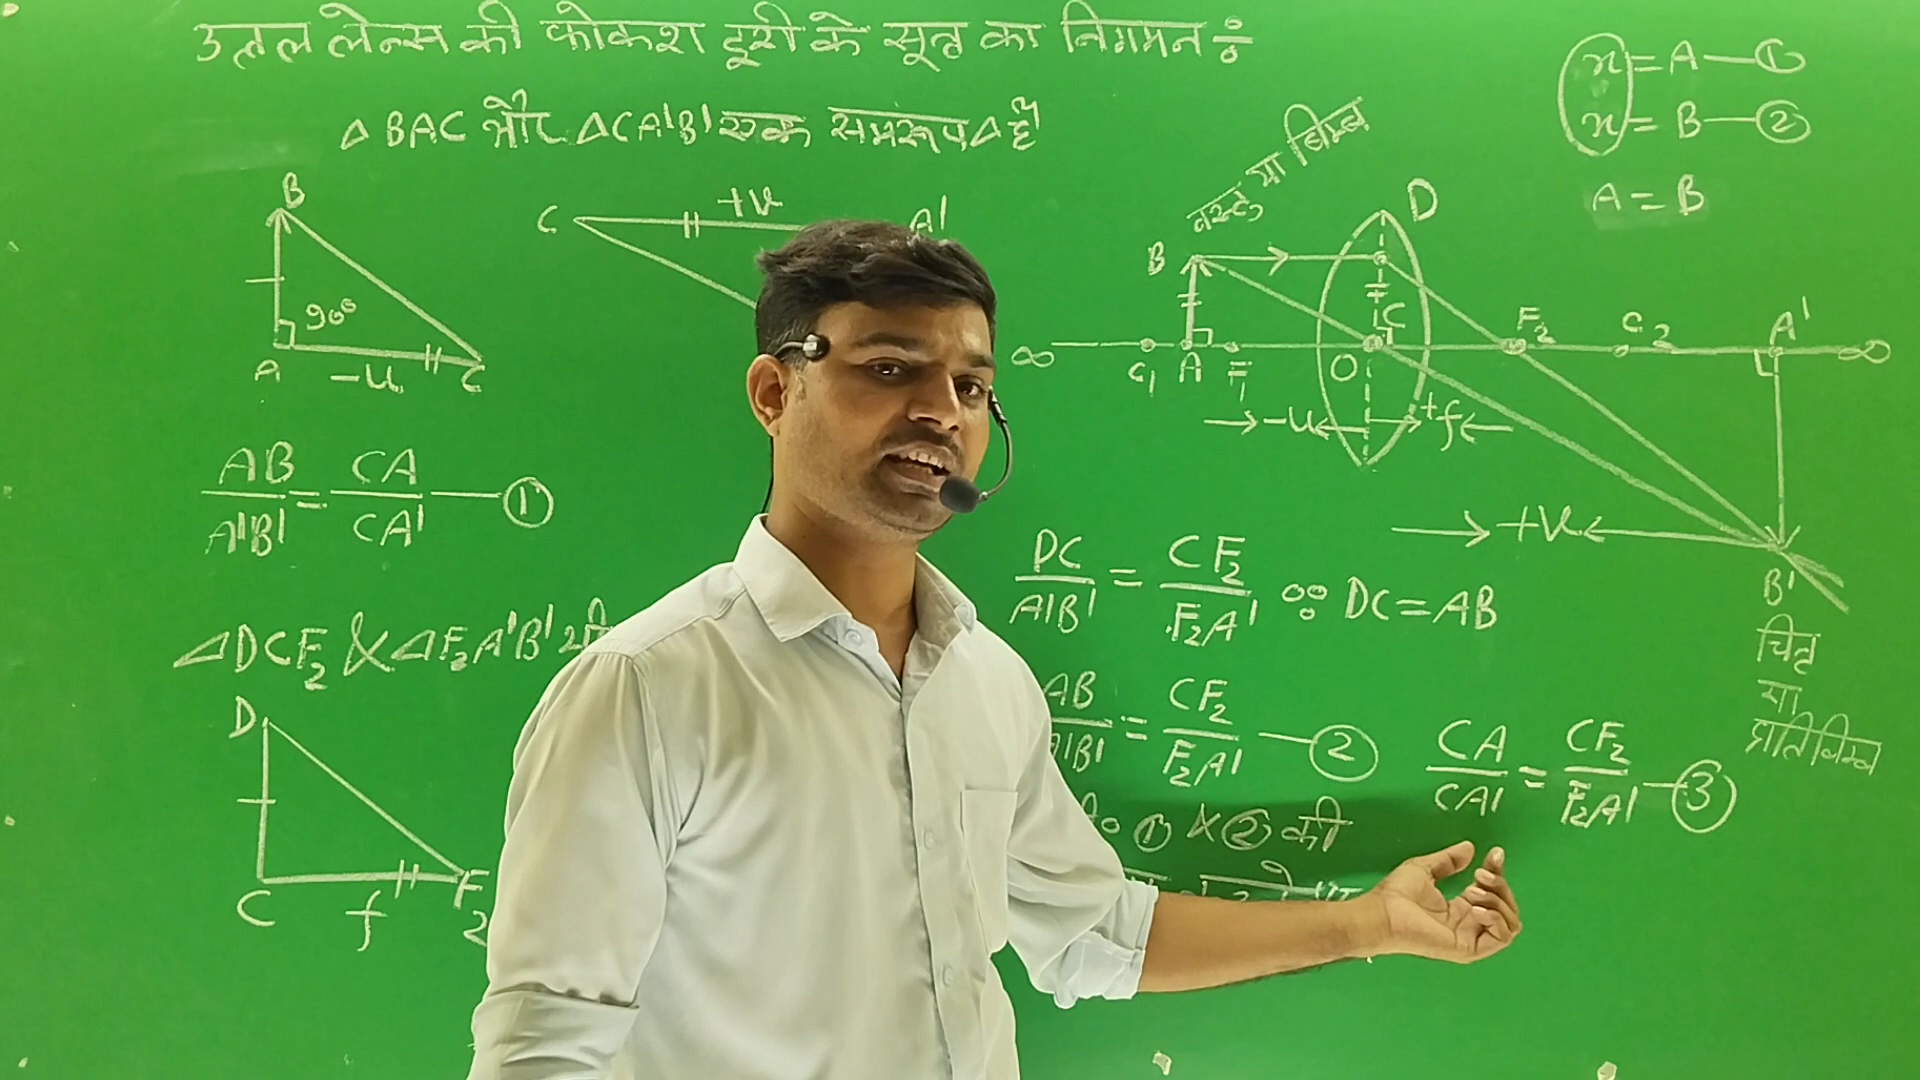 उत्तल लेन्स की फोकश दूरी के सूत्र का निगमन ÷
△BAC और △CA'B' एक समरूप △ है
B
90°
A
-u
C
C
+v
A'
AB/A'B' = CA/CA' — ①
△DCF₂ & △F₂A'B' भी
D
C
f
F₂
x = A — ①
x = B — ②
A = B
वस्तु या बिम्ब
D
B
C
F₂
C₂
A'
∞
C₁
A
F₁
O
∞
-u
+f
+v
B'
चित्र
या
प्रतिबिम्ब
DC/A'B' = CF₂/F₂A' ∵ DC = AB
AB/A'B' = CF₂/F₂A' — ②
① & ② की
CA/CA' = CF₂/F₂A' — ③